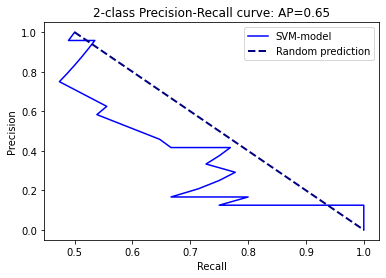 2-class Precision-Recall curve: AP=0.65
SVM-model
Random prediction
Precision
1.0
0.8
0.6
0.4
0.2
0.0
0.5 0.6 0.7 0.8 0.9 1.0
Recall